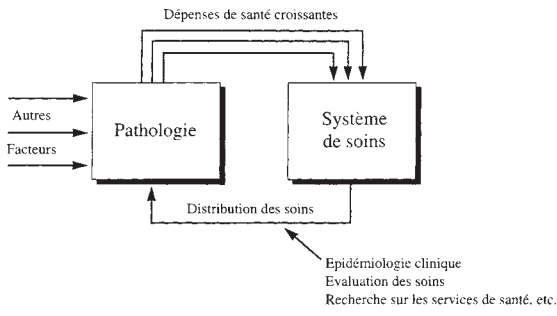 Dépenses de santé croissantes
Autres
Facteurs
Pathologie
Système
de soins
Distribution des soins
Epidémiologie clinique
Evaluation des soins
Recherche sur les services de santé, etc.